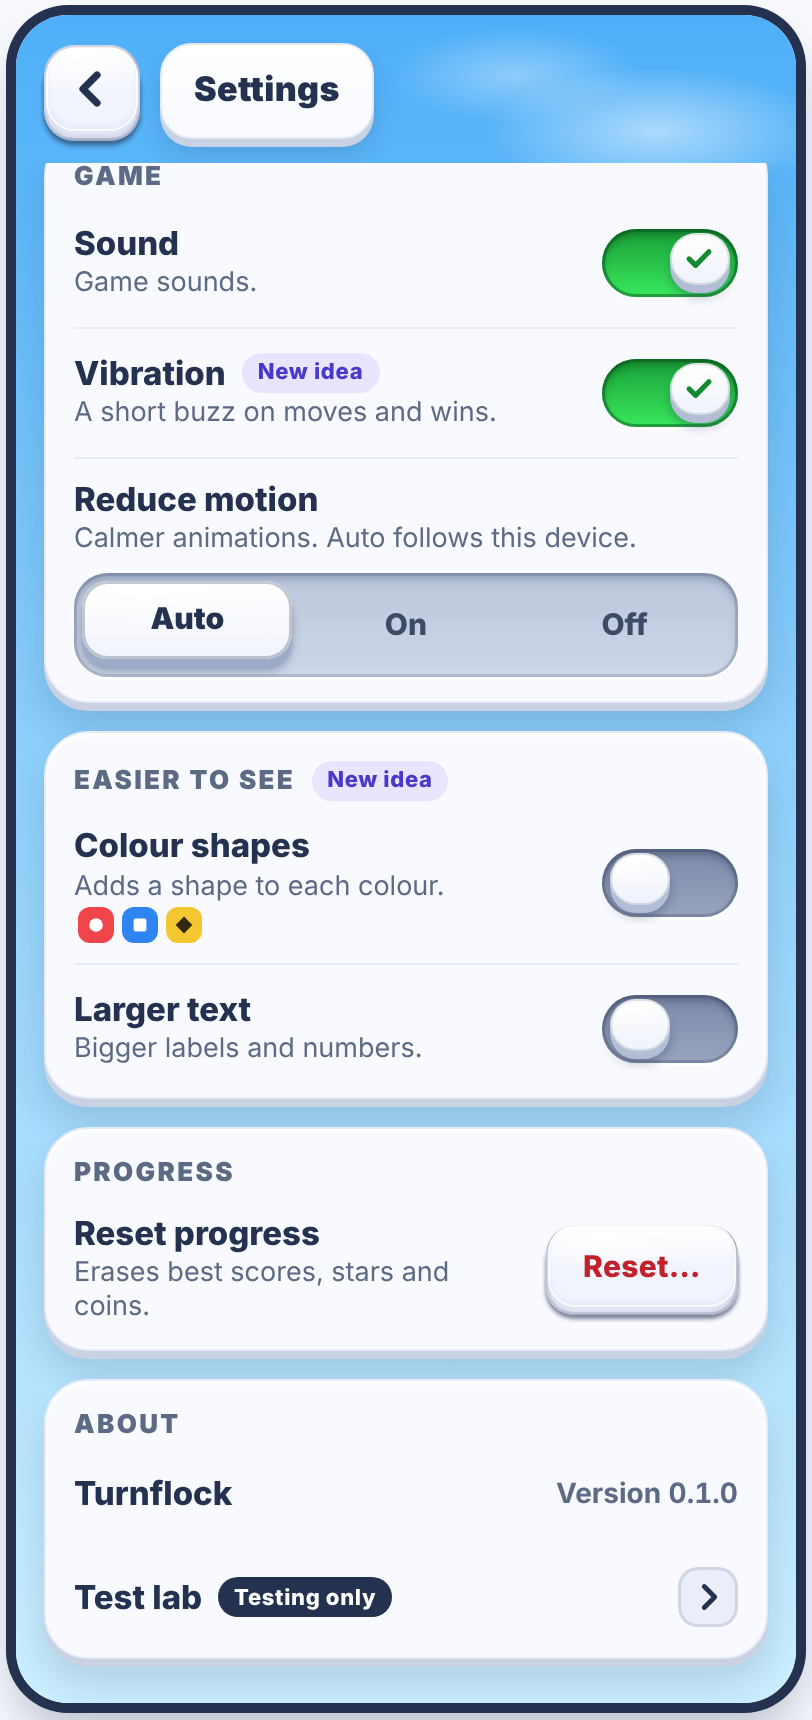 Settings
GAME
Sound
Game sounds.
Vibration New idea
A short buzz on moves and wins.
Reduce motion
Calmer animations. Auto follows this device.
Auto On Off
EASIER TO SEE New idea
Colour shapes
Adds a shape to each colour.
Larger text
Bigger labels and numbers.
PROGRESS
Reset progress
Erases best scores, stars and
coins.
Reset...
ABOUT
Turnflock Version 0.1.0
Test lab Testing only